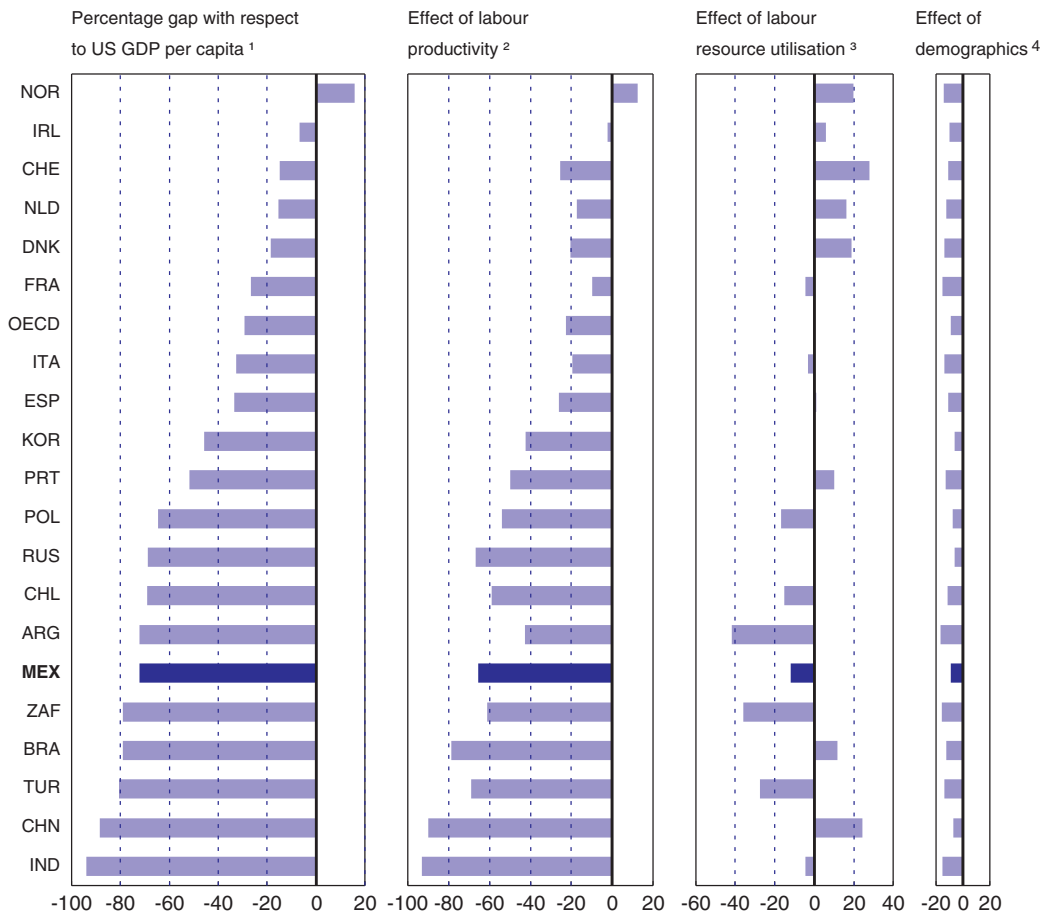 Percentage gap with respect
to US GDP per capita ¹
Effect of labour
productivity ²
Effect of labour
resource utilisation ³
Effect of
demographics ⁴
NOR
IRL
CHE
NLD
DNK
FRA
OECD
ITA
ESP
KOR
PRT
POL
RUS
CHL
ARG
MEX
ZAF
BRA
TUR
CHN
IND
-100 -80 -60 -40 -20 0 20
-100 -80 -60 -40 -20 0 20
-60 -40 -20 0 20 40
-20 0 20